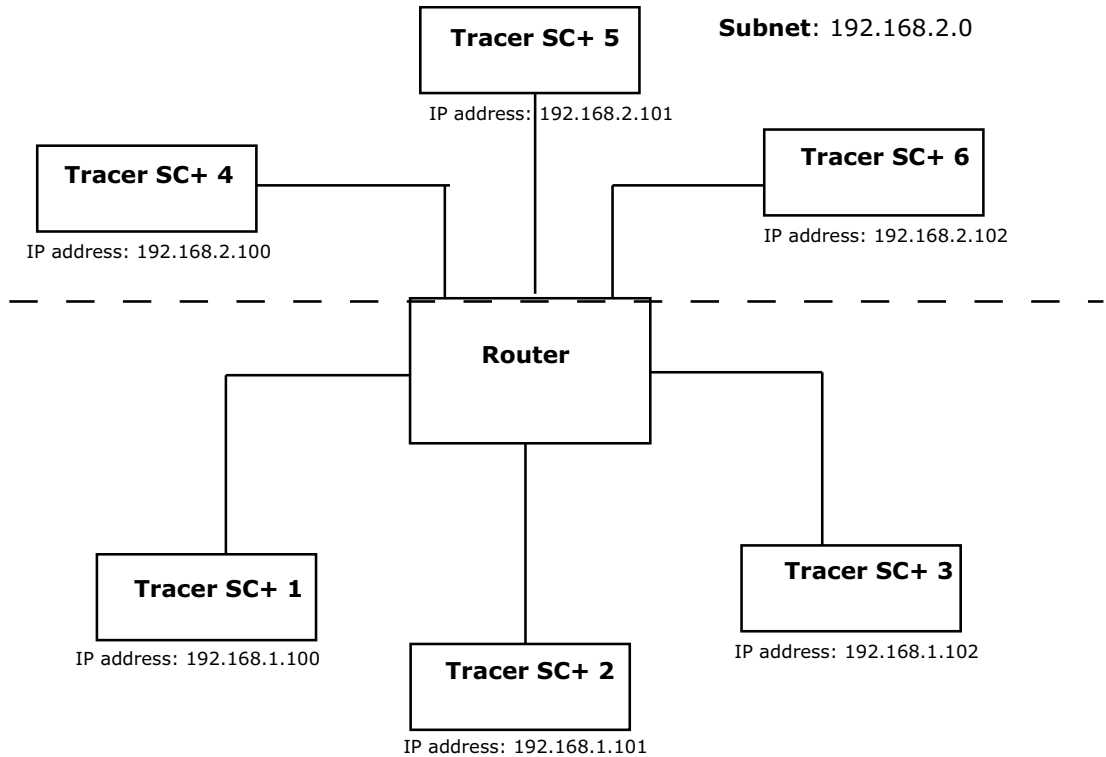 Tracer SC+ 5
Subnet: 192.168.2.0
IP address: 192.168.2.101
Tracer SC+ 4
Tracer SC+ 6
IP address: 192.168.2.100
IP address: 192.168.2.102
Router
Tracer SC+ 1
Tracer SC+ 3
IP address: 192.168.1.100
Tracer SC+ 2
IP address: 192.168.1.102
IP address: 192.168.1.101